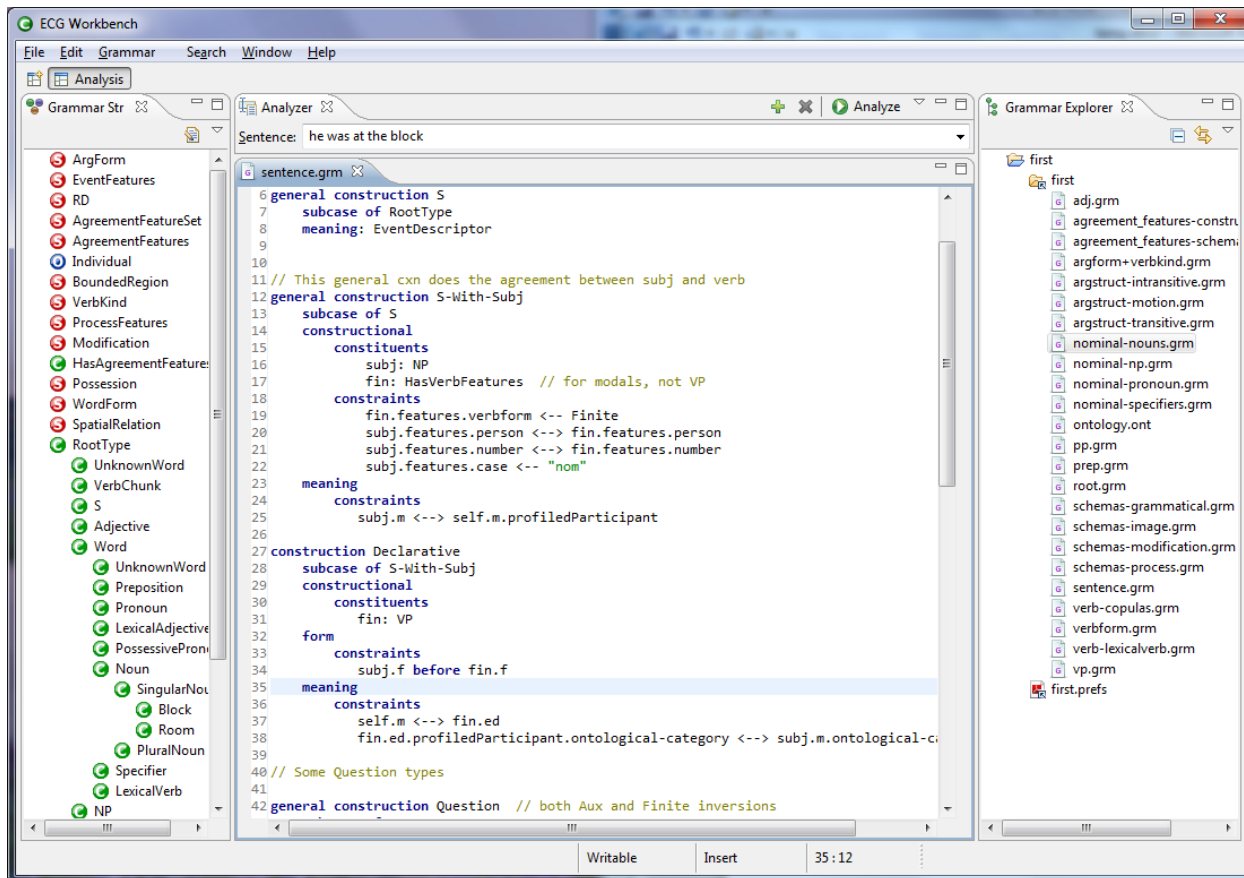 ECG Workbench
File Edit Grammar Search Window Help
Analysis
Grammar Str
ArgForm
EventFeatures
RD
AgreementFeatureSet
AgreementFeatures
Individual
BoundedRegion
VerbKind
ProcessFeatures
Modification
HasAgreementFeature
Possession
WordForm
SpatialRelation
RootType
UnknownWord
VerbChunk
S
Adjective
Word
UnknownWord
Preposition
Pronoun
LexicalAdjective
PossessivePron
Noun
SingularNou
Block
Room
PluralNoun
Specifier
LexicalVerb
NP
Analyzer
Analyze
Sentence: he was at the block
sentence.grm
6 general construction S
7 subcase of RootType
8 meaning: EventDescriptor
9
10
11 // This general cxn does the agreement between subj and verb
12 general construction S-With-Subj
13 subcase of S
14 constructional
15 constituents
16 subj: NP
17 fin: HasVerbFeatures // for modals, not VP
18 constraints
19 fin.features.verbform <-- Finite
20 subj.features.person <--> fin.features.person
21 subj.features.number <--> fin.features.number
22 subj.features.case <-- "nom"
23 meaning
24 constraints
25 subj.m <--> self.m.profiledParticipant
26
27 construction Declarative
28 subcase of S-With-Subj
29 constructional
30 constituents
31 fin: VP
32 form
33 constraints
34 subj.f before fin.f
35 meaning
36 constraints
37 self.m <--> fin.ed
38 fin.ed.profiledParticipant.ontological-category <--> subj.m.ontological-ca
39
40 // Some Question types
41
42 general construction Question // both Aux and Finite inversions
Grammar Explorer
first
first
adj.grm
agreement_features-constru
agreement_features-schema
argform+verbkind.grm
argstruct-intransitive.grm
argstruct-motion.grm
argstruct-transitive.grm
nominal-nouns.grm
nominal-np.grm
nominal-pronoun.grm
nominal-specifiers.grm
ontology.ont
pp.grm
prep.grm
root.grm
schemas-grammatical.grm
schemas-image.grm
schemas-modification.grm
schemas-process.grm
sentence.grm
verb-copulas.grm
verbform.grm
verb-lexicalverb.grm
vp.grm
first.prefs
Writable Insert 35 : 12